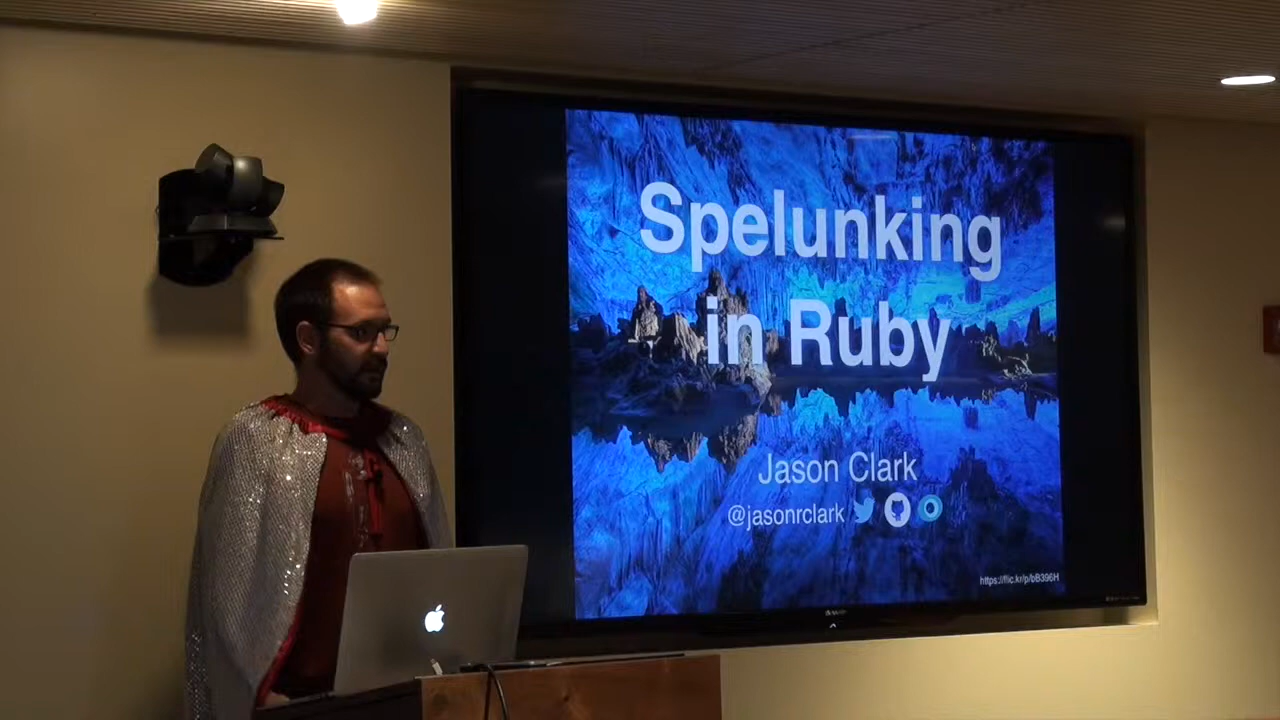 Spelunking
in Ruby
Jason Clark
@jasonrclark
https://flic.kr/p/bB396H